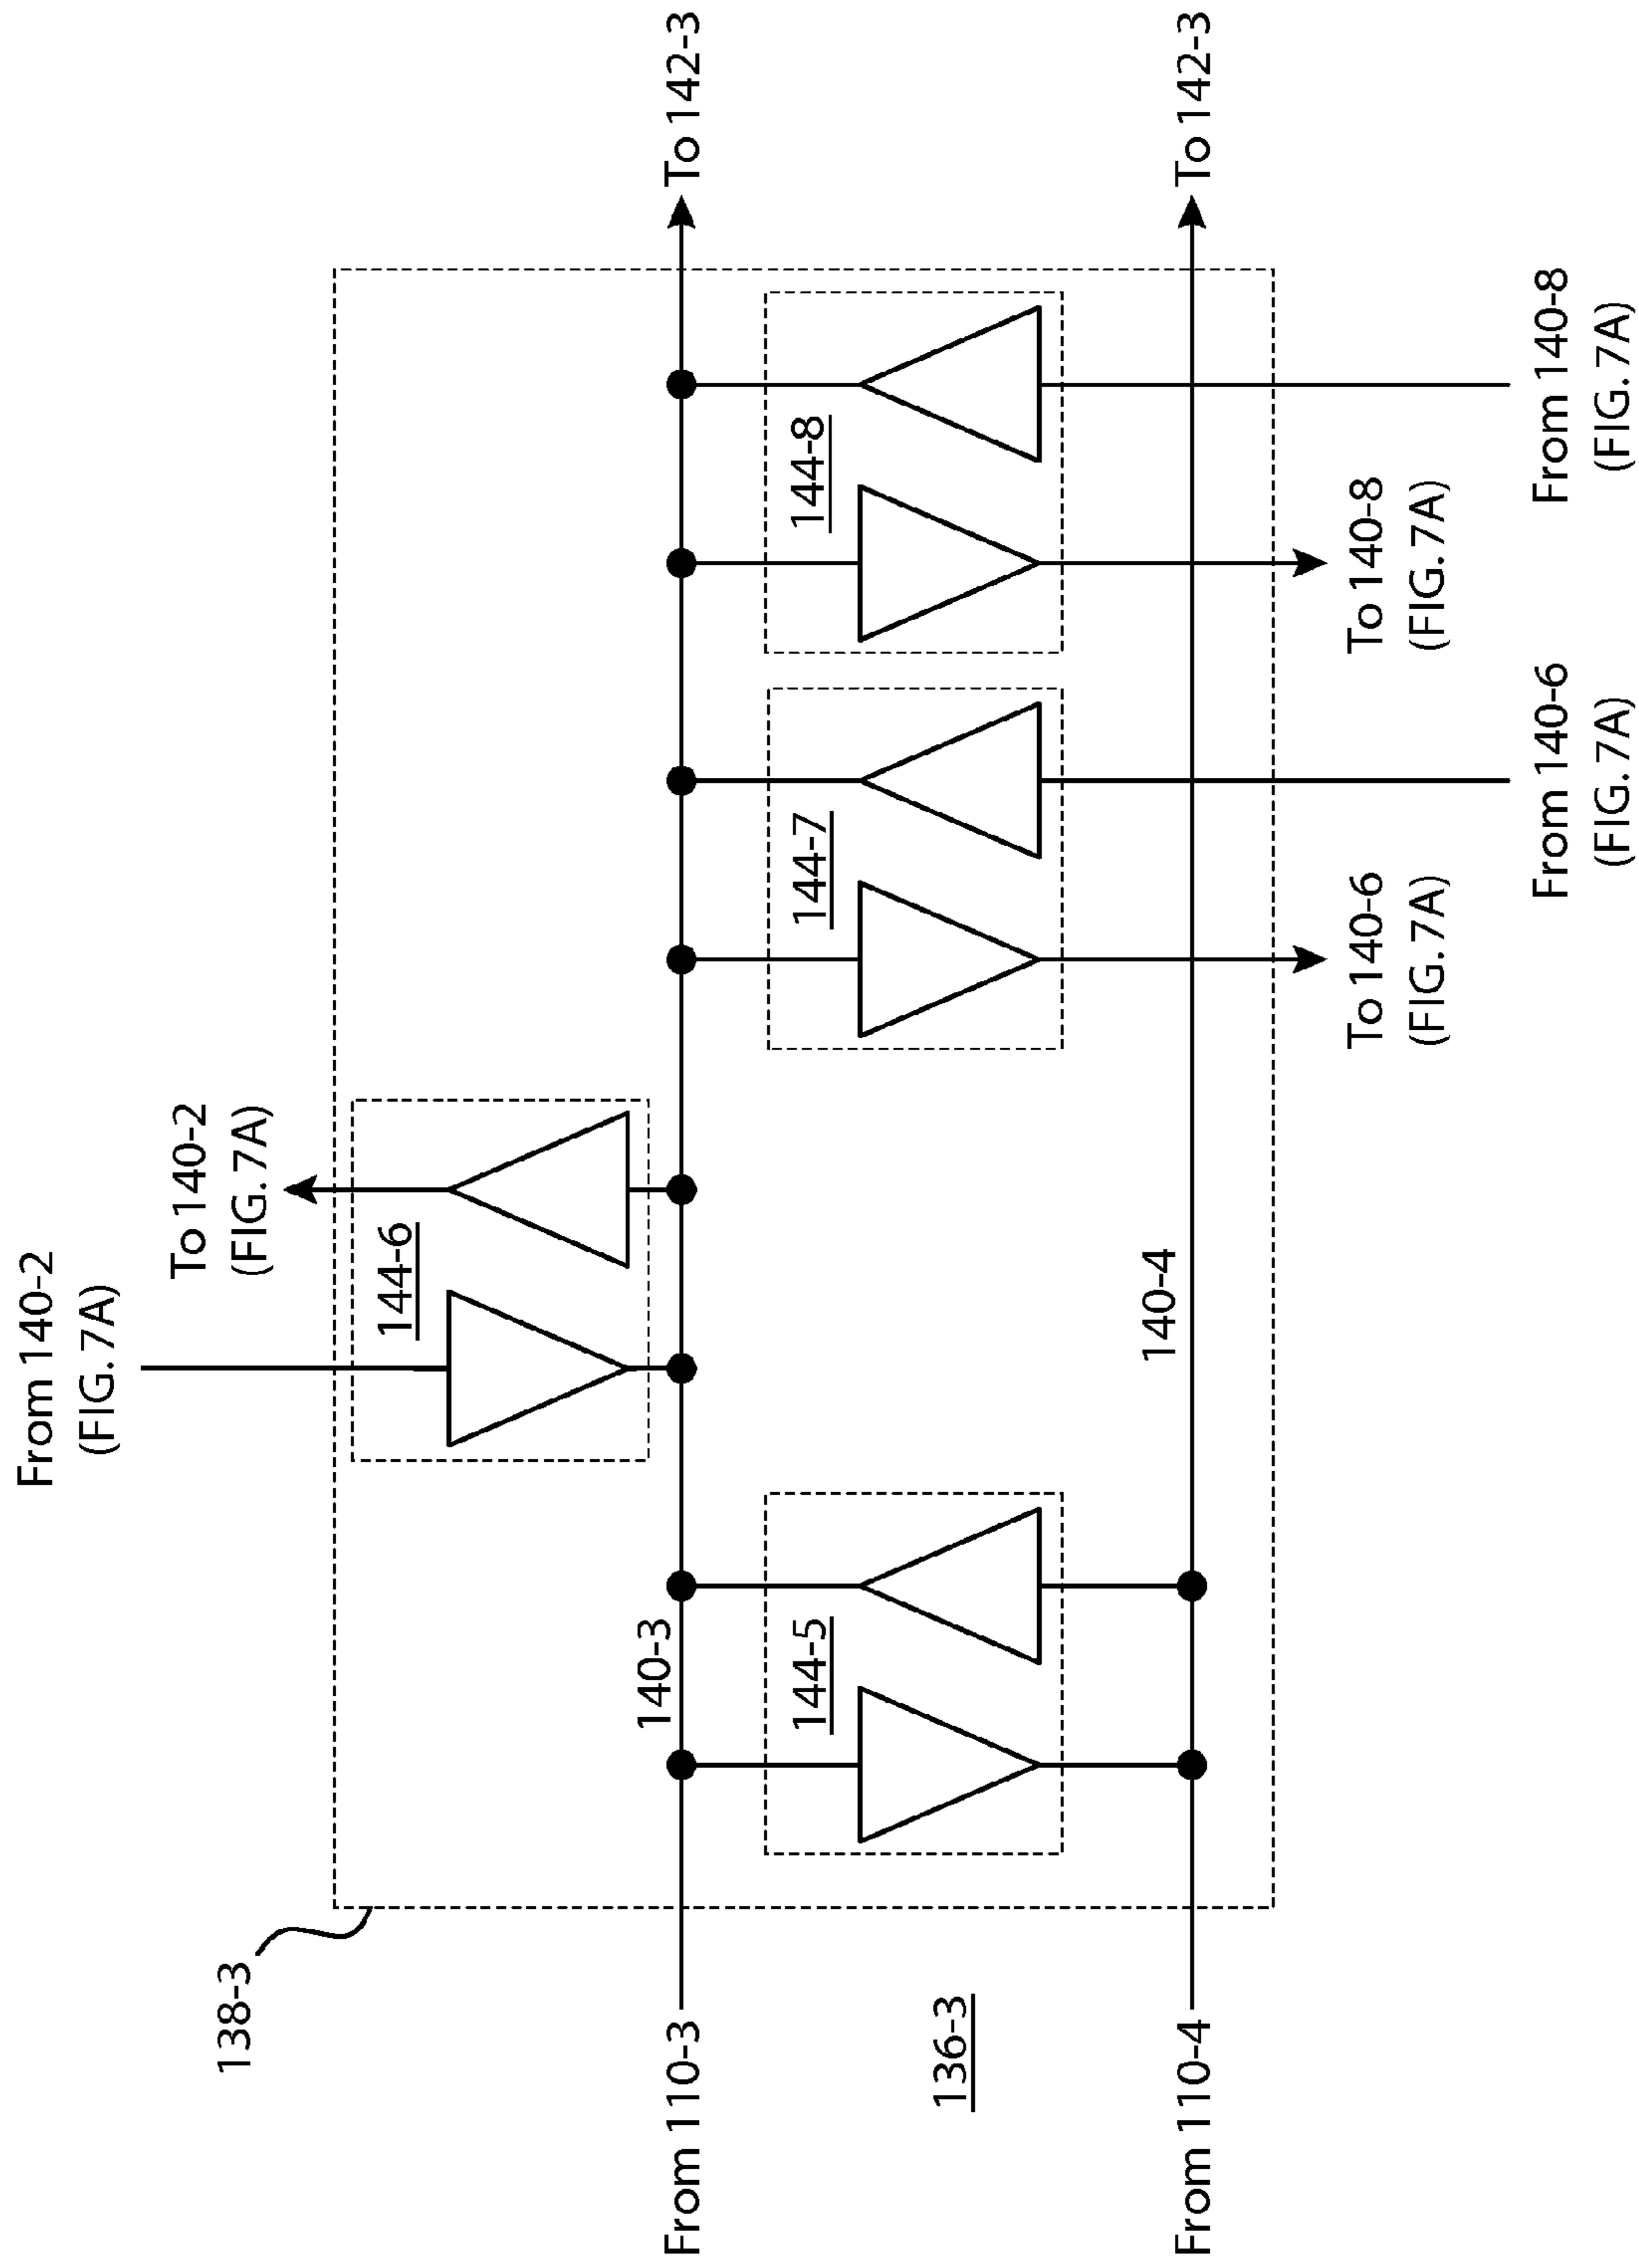 From 140-2
(FIG. 7A)
To 140-2
(FIG. 7A)
138-3
144-6
From 110-3
140-3
To 142-3
136-3
144-5
144-7
144-8
From 110-4
140-4
To 142-3
To 140-6
(FIG. 7A)
To 140-8
(FIG. 7A)
From 140-6
(FIG. 7A)
From 140-8
(FIG. 7A)